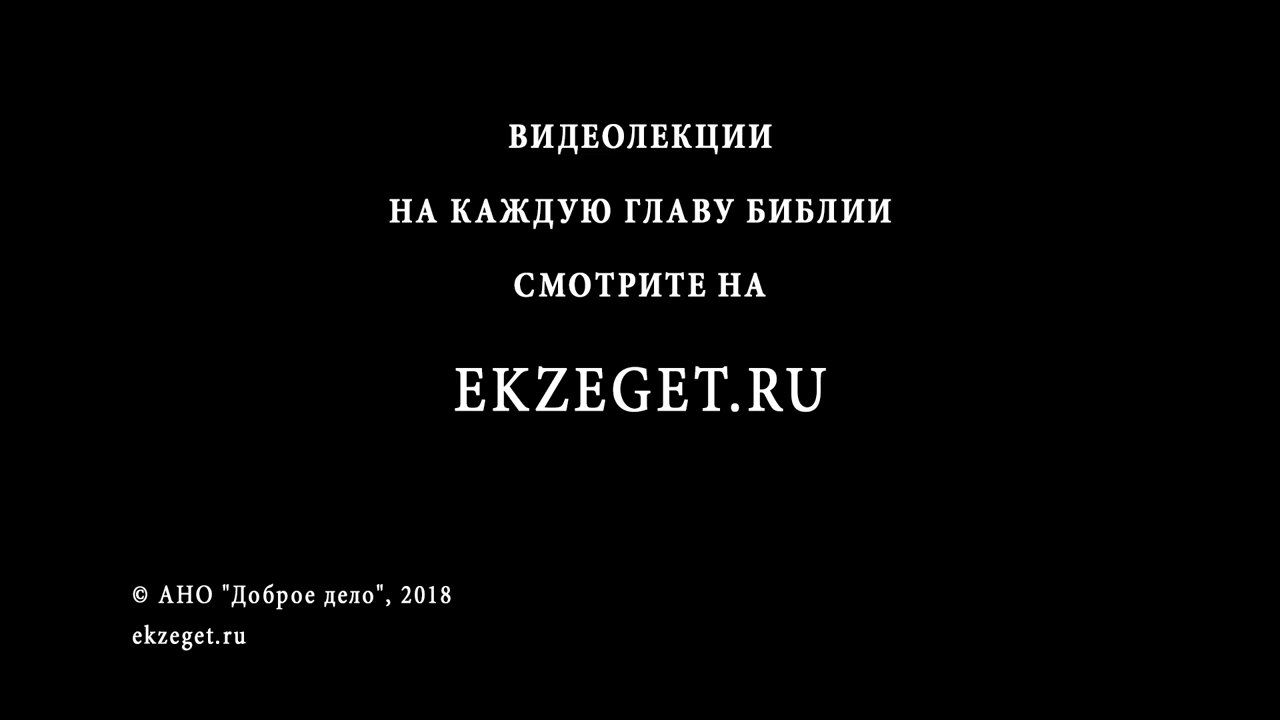 ВИДЕОЛЕКЦИИ
НА КАЖДУЮ ГЛАВУ БИБЛИИ
СМОТРИТЕ НА
EKZEGET.RU
© АНО "Доброе дело", 2018
ekzeget.ru